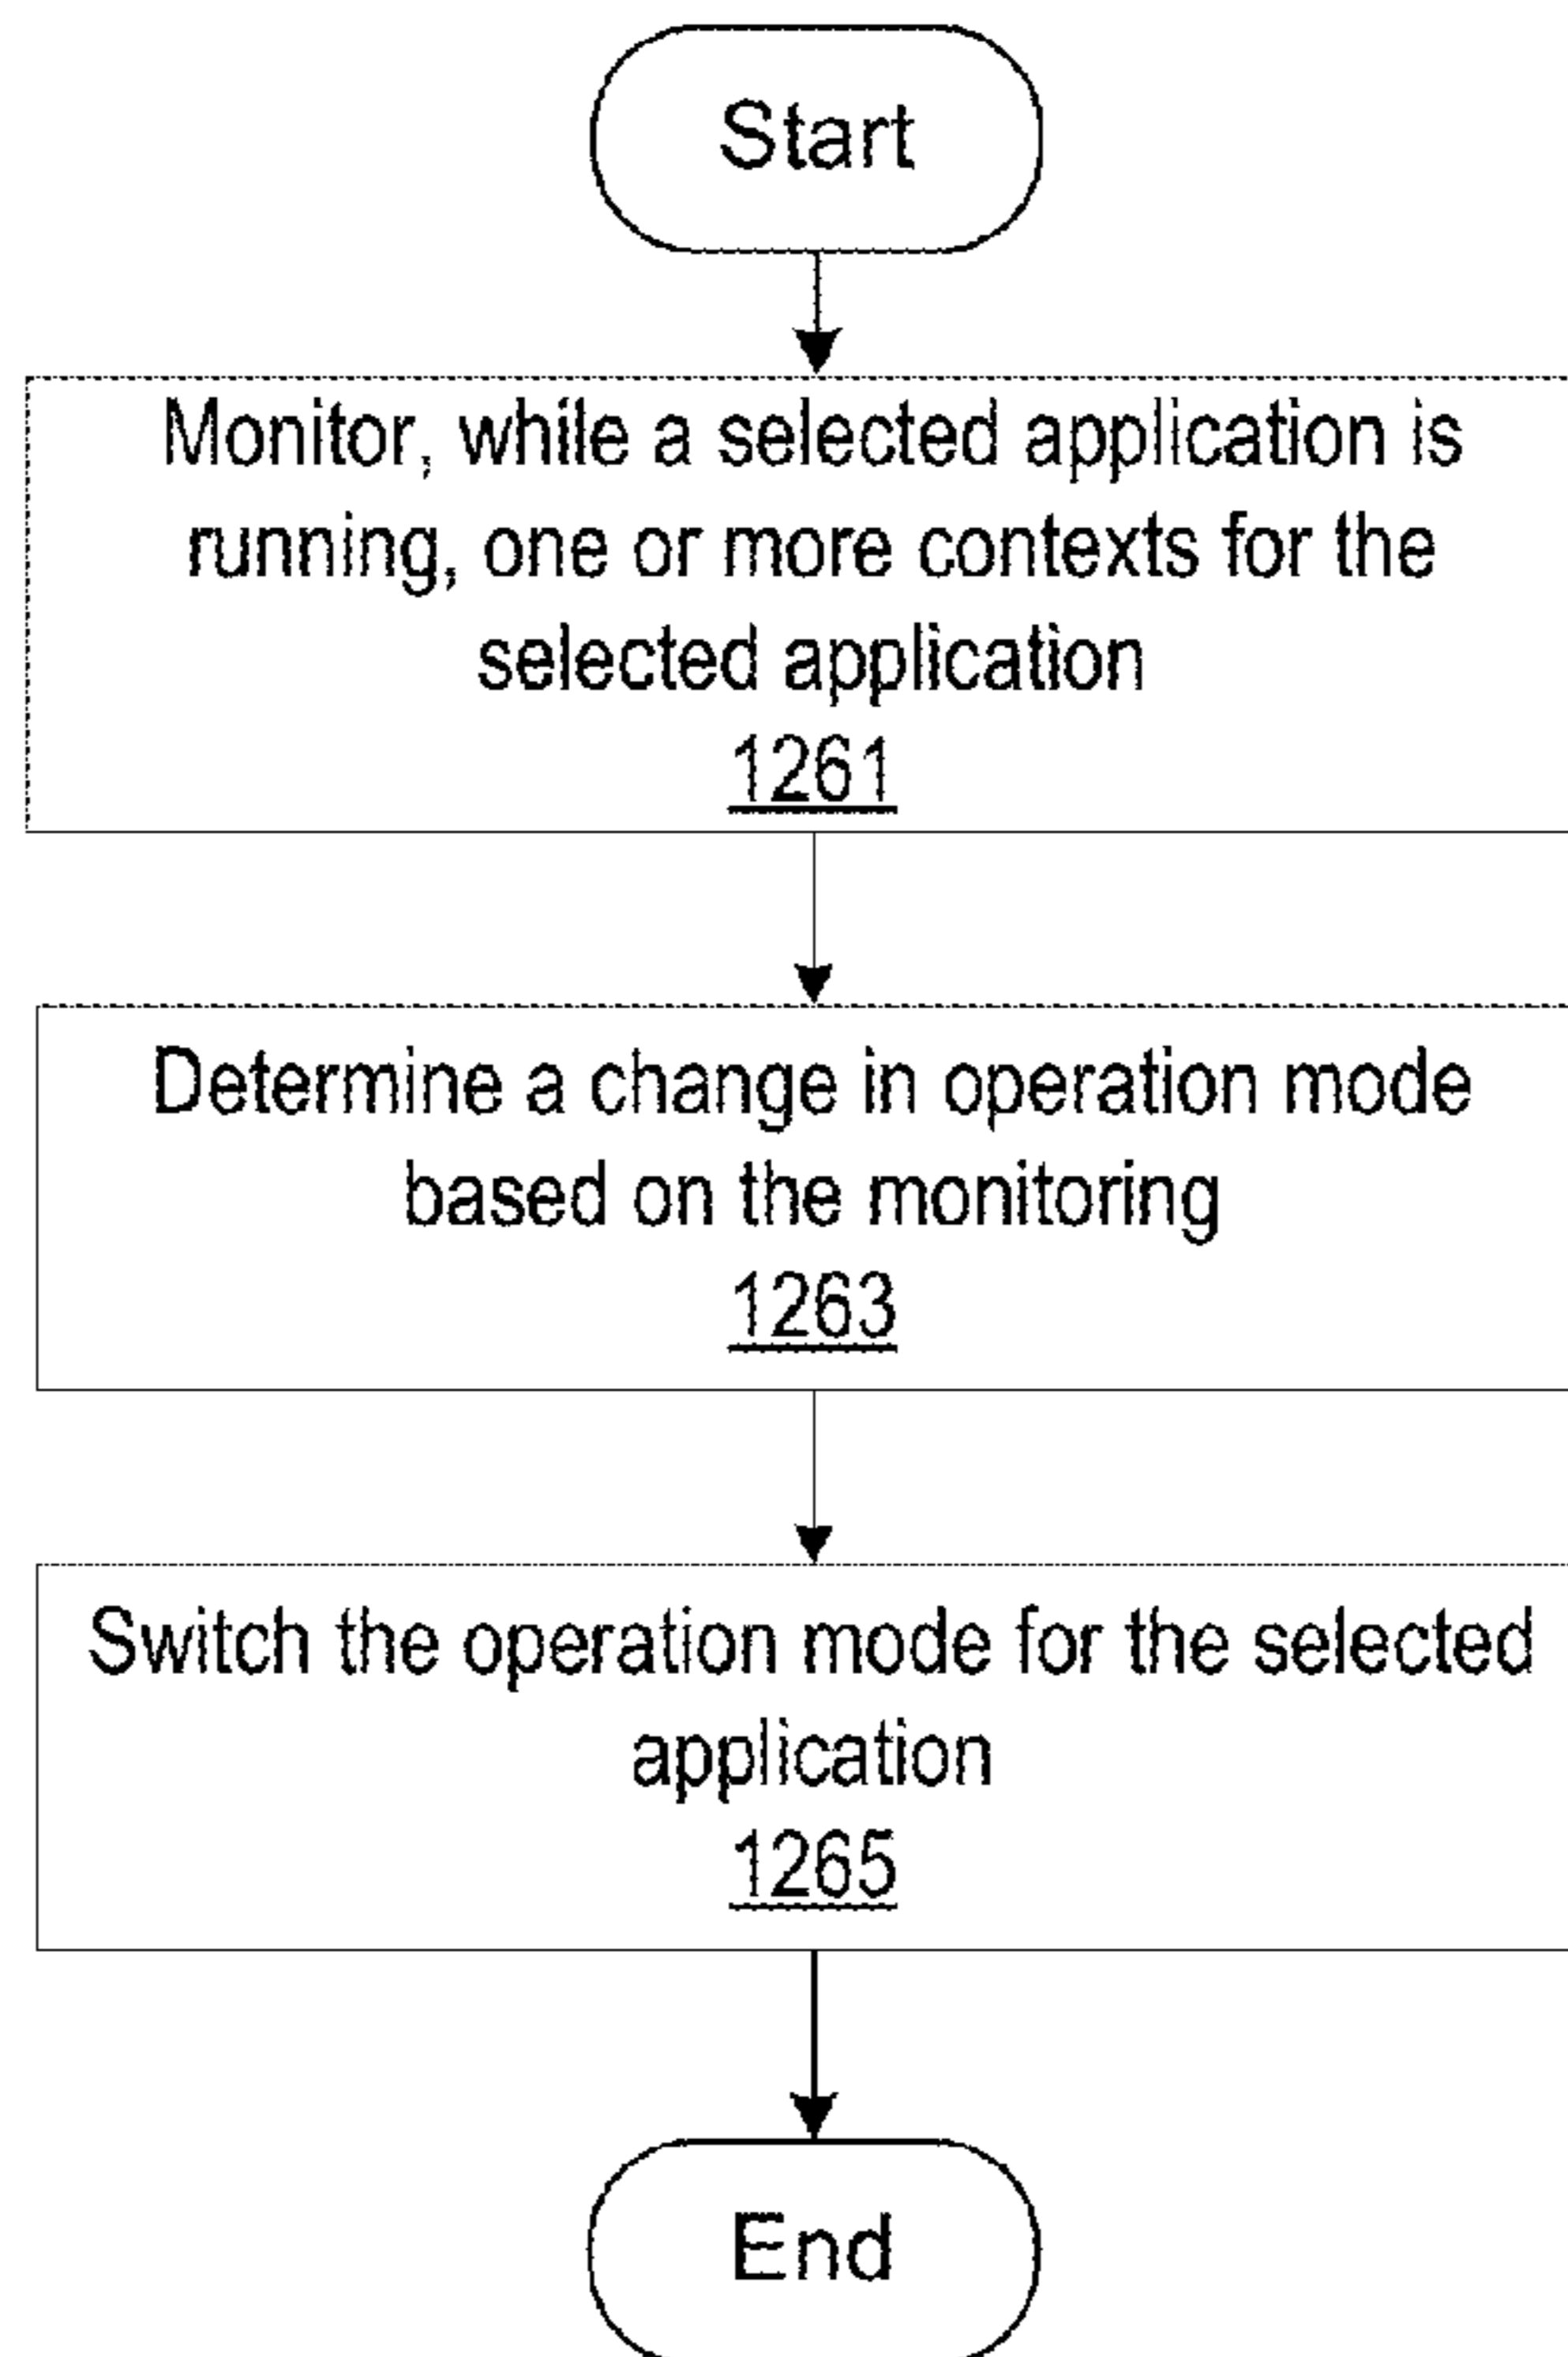 Start
Monitor, while a selected application is
running, one or more contexts for the
selected application
1261
Determine a change in operation mode
based on the monitoring
1263
Switch the operation mode for the selected
application
1265
End